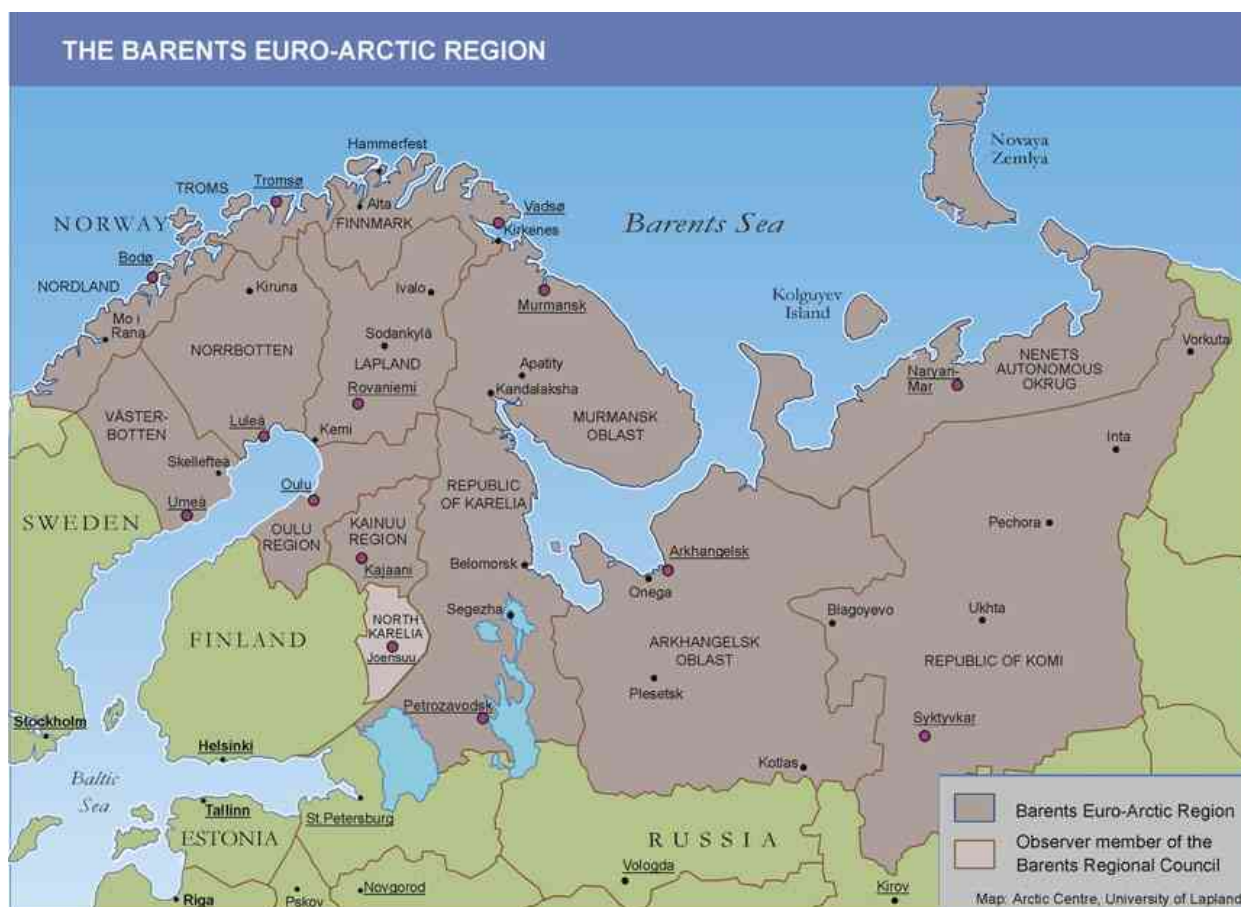 THE BARENTS EURO-ARCTIC REGION
Hammerfest
Novaya
Zemlya
TROMS
Tromsø
Alta
FINNMARK
Vadsø
Kirkenes
NORWAY
Barents Sea
Bodø
NORDLAND
Kiruna
Ivalo
Murmansk
Kolguyev
Island
Mo i
Rana
NORRBOTTEN
Sodankylä
LAPLAND
Apatity
Kandalaksha
Rovaniemi
MURMANSK
OBLAST
Naryan-
Mar
NENETS
AUTONOMOUS
OKRUG
Vorkuta
VÄSTER-
BOTTEN
Luleå
Kemi
Inta
Skellefteå
Umeå
Oulu
REPUBLIC
OF KARELIA
SWEDEN
OULU
REGION
KAINUU
REGION
Kajaani
Pechora
Belomorsk
Arkhangelsk
Onega
Segezha
Blagoyevo
Ukhta
FINLAND
NORTH
KARELIA
Joensuu
ARKHANGELSK
OBLAST
REPUBLIC OF KOMI
Plesetsk
Petrozavodsk
Syktyvkar
Stockholm
Helsinki
Kotlas
Baltic
Sea
Tallinn
ESTONIA
St.Petersburg
RUSSIA
Vologda
Riga
Pskov
Novgorod
Kirov
Barents Euro-Arctic Region
Observer member of the
Barents Regional Council
Map: Arctic Centre, University of Lapland